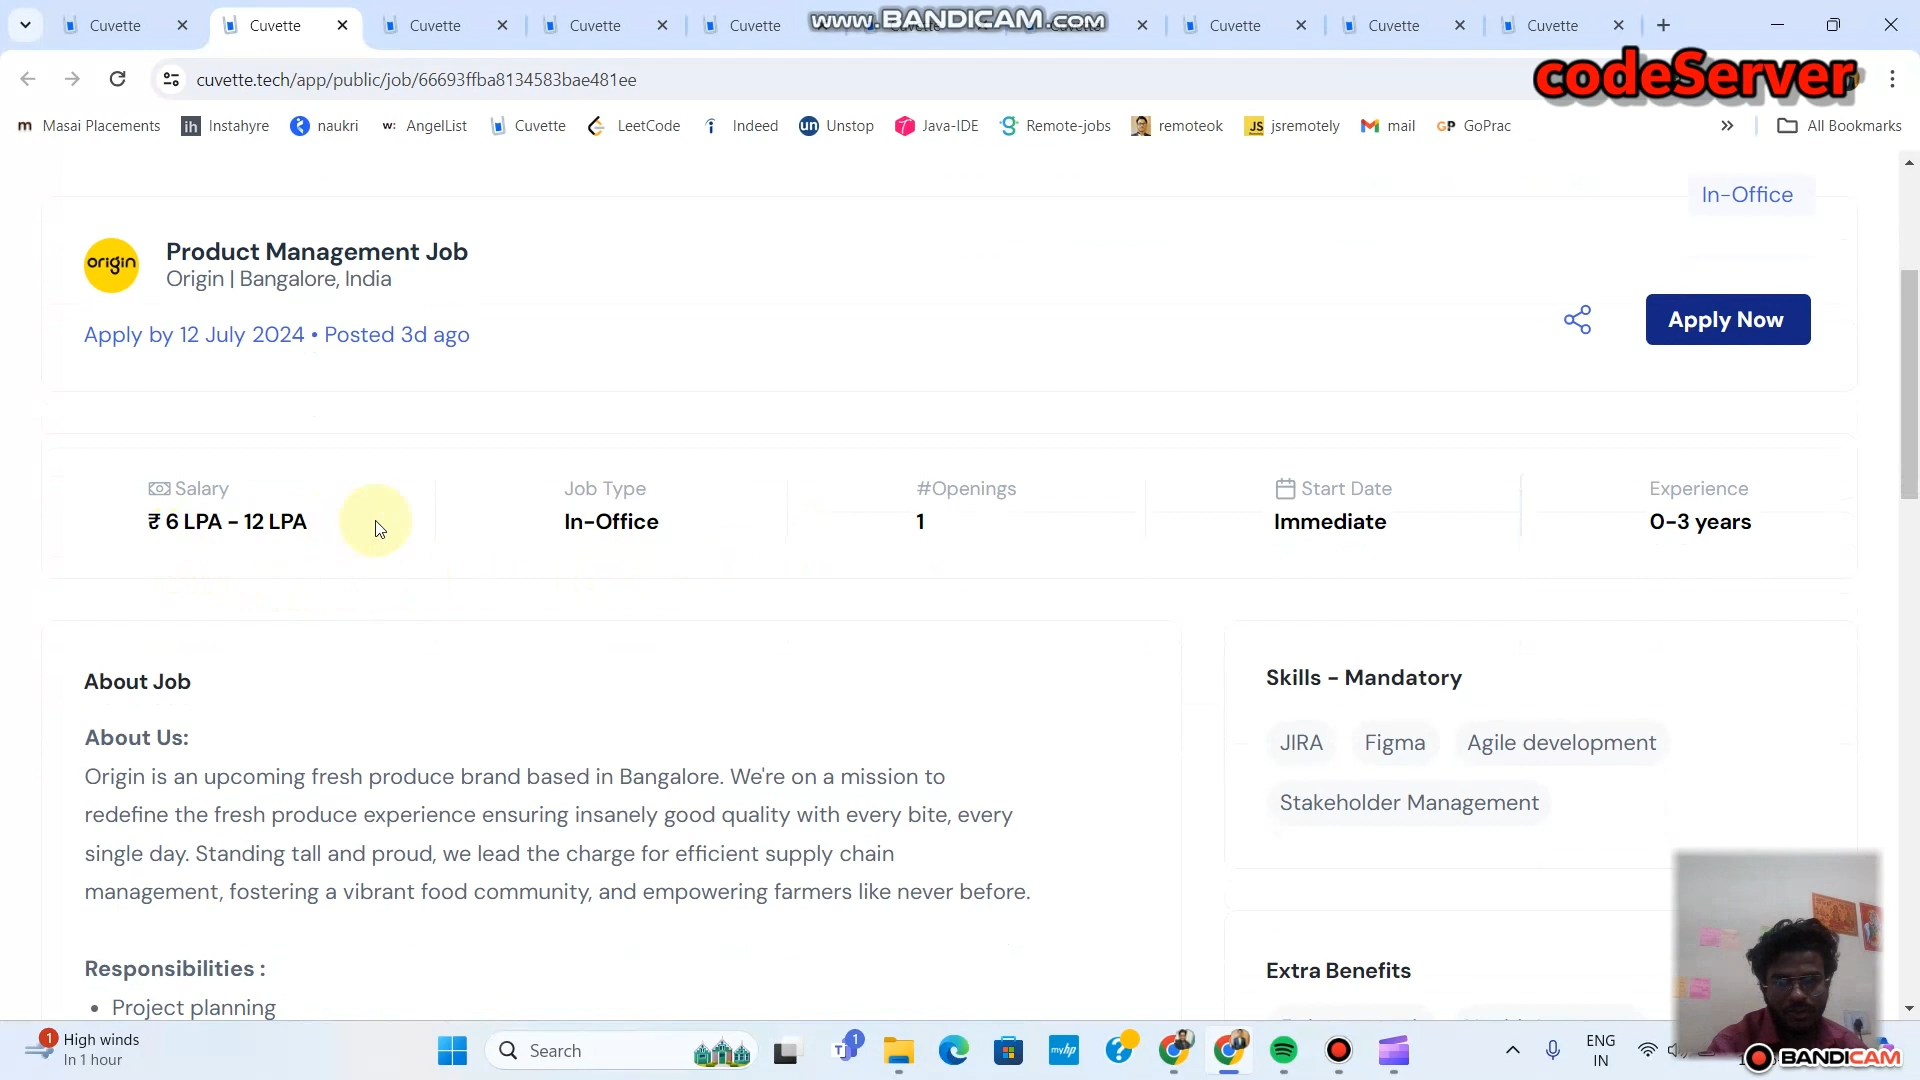 Cuvette
Cuvette
Cuvette
Cuvette
Cuvette
www.BANDICAM.com
Cuvette
Cuvette
Cuvette
cuvette.tech/app/public/job/66693ffba8134583bae481ee
codeServer
m Masai Placements
ih Instahyre
naukri
w: AngelList
Cuvette
LeetCode
Indeed
un Unstop
Java-IDE
Remote-jobs
remoteok
JS jsremotely
mail
GP GoPrac
All Bookmarks
In-Office
origin
Product Management Job
Origin | Bangalore, India
Apply by 12 July 2024 • Posted 3d ago
Apply Now
Salary
Job Type
#Openings
Start Date
Experience
₹ 6 LPA - 12 LPA
In-Office
1
Immediate
0-3 years
About Job
Skills - Mandatory
About Us:
JIRA
Figma
Agile development
Origin is an upcoming fresh produce brand based in Bangalore. We're on a mission to
redefine the fresh produce experience ensuring insanely good quality with every bite, every
Stakeholder Management
single day. Standing tall and proud, we lead the charge for efficient supply chain
management, fostering a vibrant food community, and empowering farmers like never before.
Responsibilities :
Extra Benefits
• Project planning
1
High winds
In 1 hour
Search
1
myhp
ENG
IN
BANDICAM